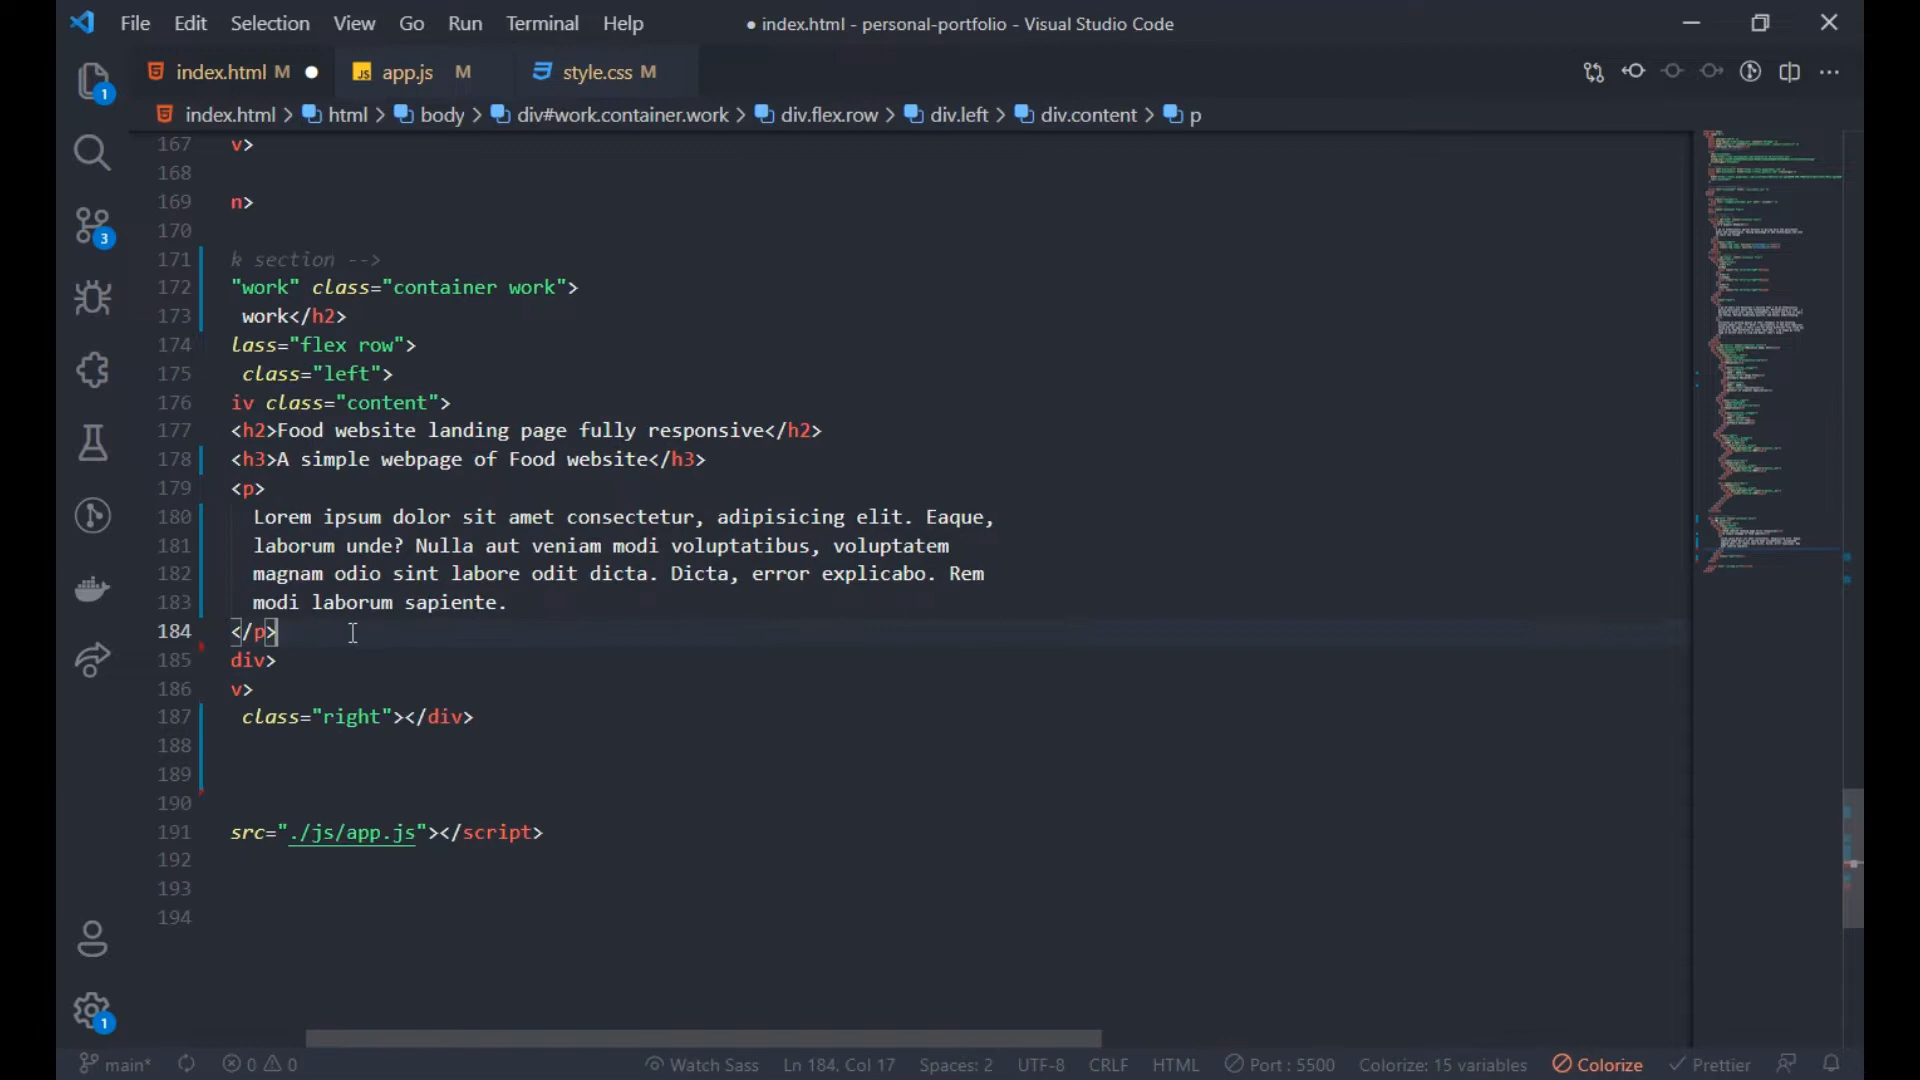 File Edit Selection View Go Run Terminal Help
● index.html - personal-portfolio - Visual Studio Code
index.html M ●
JS app.js M
style.css M
index.html > html > body > div#work.container.work > div.flex.row > div.left > div.content > p
167 v>
168
169 n>
170
171 k section -->
172 "work" class="container work">
173 work</h2>
174 lass="flex row">
175 class="left">
176 iv class="content">
177 <h2>Food website landing page fully responsive</h2>
178 <h3>A simple webpage of Food website</h3>
179 <p>
180 Lorem ipsum dolor sit amet consectetur, adipisicing elit. Eaque,
181 laborum unde? Nulla aut veniam modi voluptatibus, voluptatem
182 magnam odio sint labore odit dicta. Dicta, error explicabo. Rem
183 modi laborum sapiente.
184 </p>
185 div>
186 v>
187 class="right"></div>
188
189
190
191 src="./js/app.js"></script>
192
193
194
1
3
1
main* 0 0 Watch Sass Ln 184, Col 17 Spaces: 2 UTF-8 CRLF HTML Port : 5500 Colorize: 15 variables Colorize Prettier